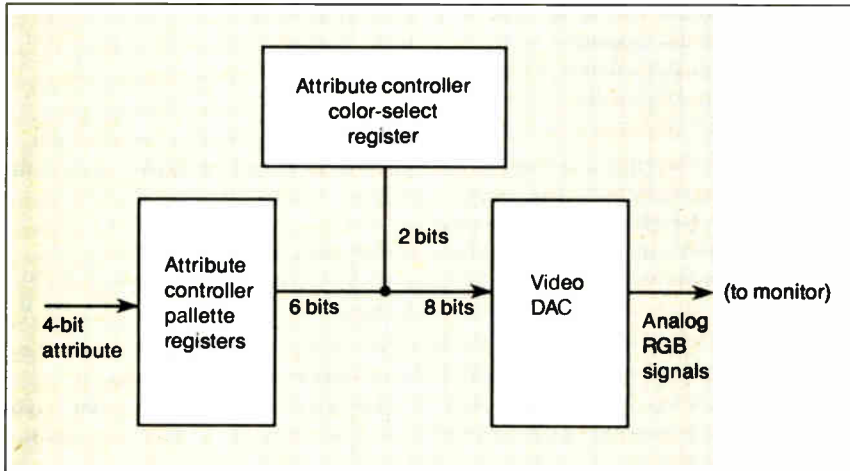 Attribute controller
color-select
register
2 bits
Attribute
controller
pallette
registers
4-bit
attribute
6 bits
8 bits
Video
DAC
Analog
RGB
signals
(to monitor)